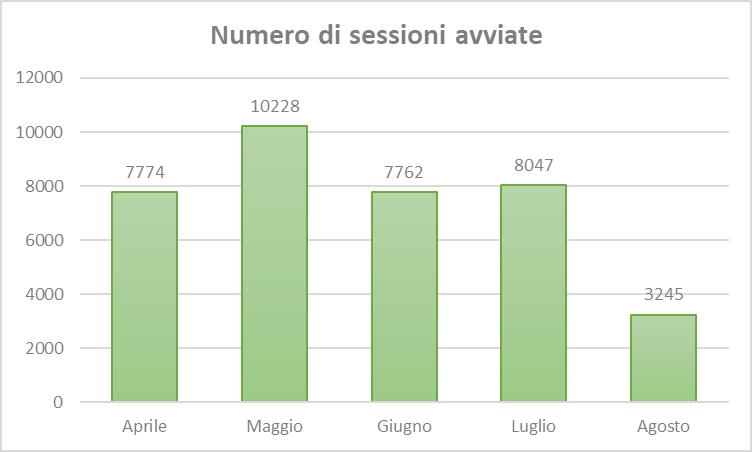 Numero di sessioni avviate
12000
10000
8000
6000
4000
2000
0
7774
10228
7762
8047
3245
Aprile
Maggio
Giugno
Luglio
Agosto